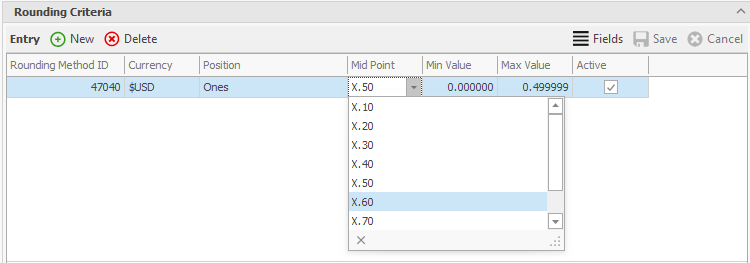 Rounding Criteria
Entry New Delete Fields Save Cancel
Rounding Method ID Currency Position Mid Point Min Value Max Value Active
47040 $USD Ones X.50 0.000000 0.499999
X.10
X.20
X.30
X.40
X.50
X.60
X.70